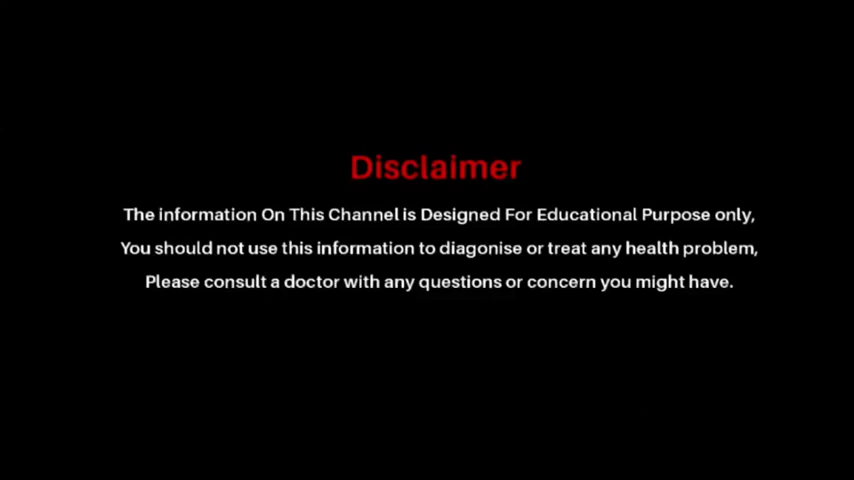 Disclaimer
The information On This Channel is Designed For Educational Purpose only,
You should not use this information to diagonise or treat any health problem,
Please consult a doctor with any questions or concern you might have.